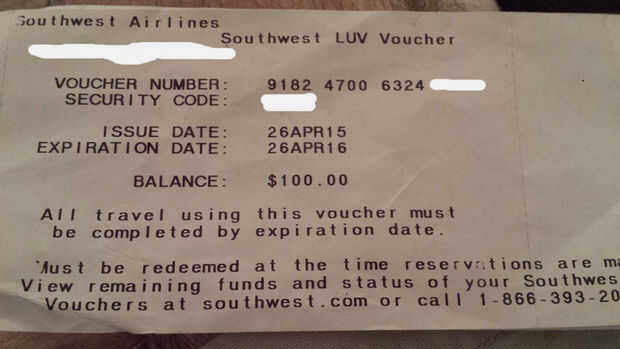 Southwest Airlines
Southwest LUV Voucher
VOUCHER NUMBER: 9182 4700 6324
SECURITY CODE:
ISSUE DATE: 26APR15
EXPIRATION DATE: 26APR16
BALANCE: $100.00
All travel using this voucher must
be completed by expiration date.
Must be redeemed at the time reservations are ma
View remaining funds and status of your Southwes
Vouchers at southwest.com or call 1-866-393-20